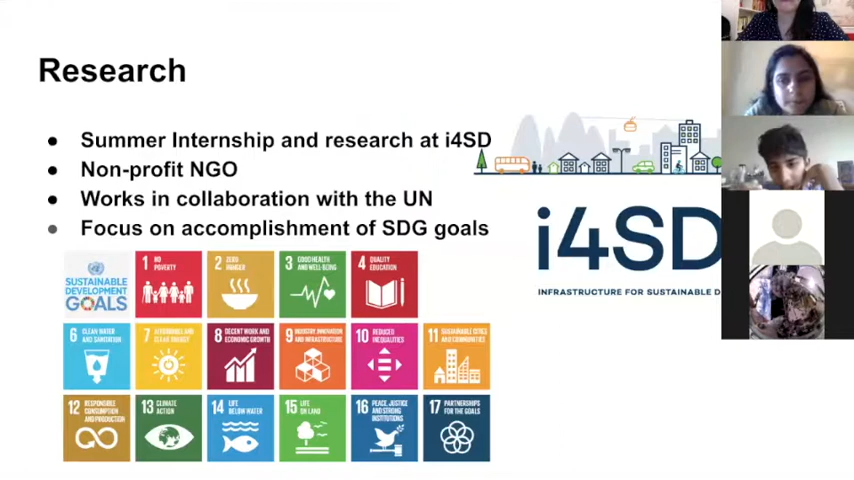 Research
Summer Internship and research at i4SD
Non-profit NGO
Works in collaboration with the UN
Focus on accomplishment of SDG goals
i4SD
INFRASTRUCTURE FOR SUSTAINABLE D
SUSTAINABLE
DEVELOPMENT
GOALS
1 NO
POVERTY
2 ZERO
HUNGER
3 GOOD HEALTH
AND WELL-BEING
4 QUALITY
EDUCATION
6 CLEAN WATER
AND SANITATION
7 AFFORDABLE AND
CLEAN ENERGY
8 DECENT WORK AND
ECONOMIC GROWTH
9 INDUSTRY, INNOVATION
AND INFRASTRUCTURE
10 REDUCED
INEQUALITIES
11 SUSTAINABLE CITIES
AND COMMUNITIES
12 RESPONSIBLE
CONSUMPTION
AND PRODUCTION
13 CLIMATE
ACTION
14 LIFE
BELOW WATER
15 LIFE
ON LAND
16 PEACE, JUSTICE
AND STRONG
INSTITUTIONS
17 PARTNERSHIPS
FOR THE GOALS